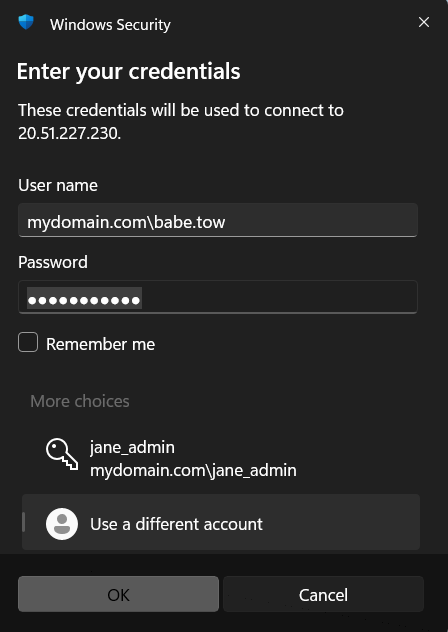 Windows Security
Enter your credentials
These credentials will be used to connect to
20.51.227.230.
User name
mydomain.com\babe.tow
Password
●●●●●●●●●●●
Remember me
More choices
jane_admin
mydomain.com\jane_admin
Use a different account
OK
Cancel